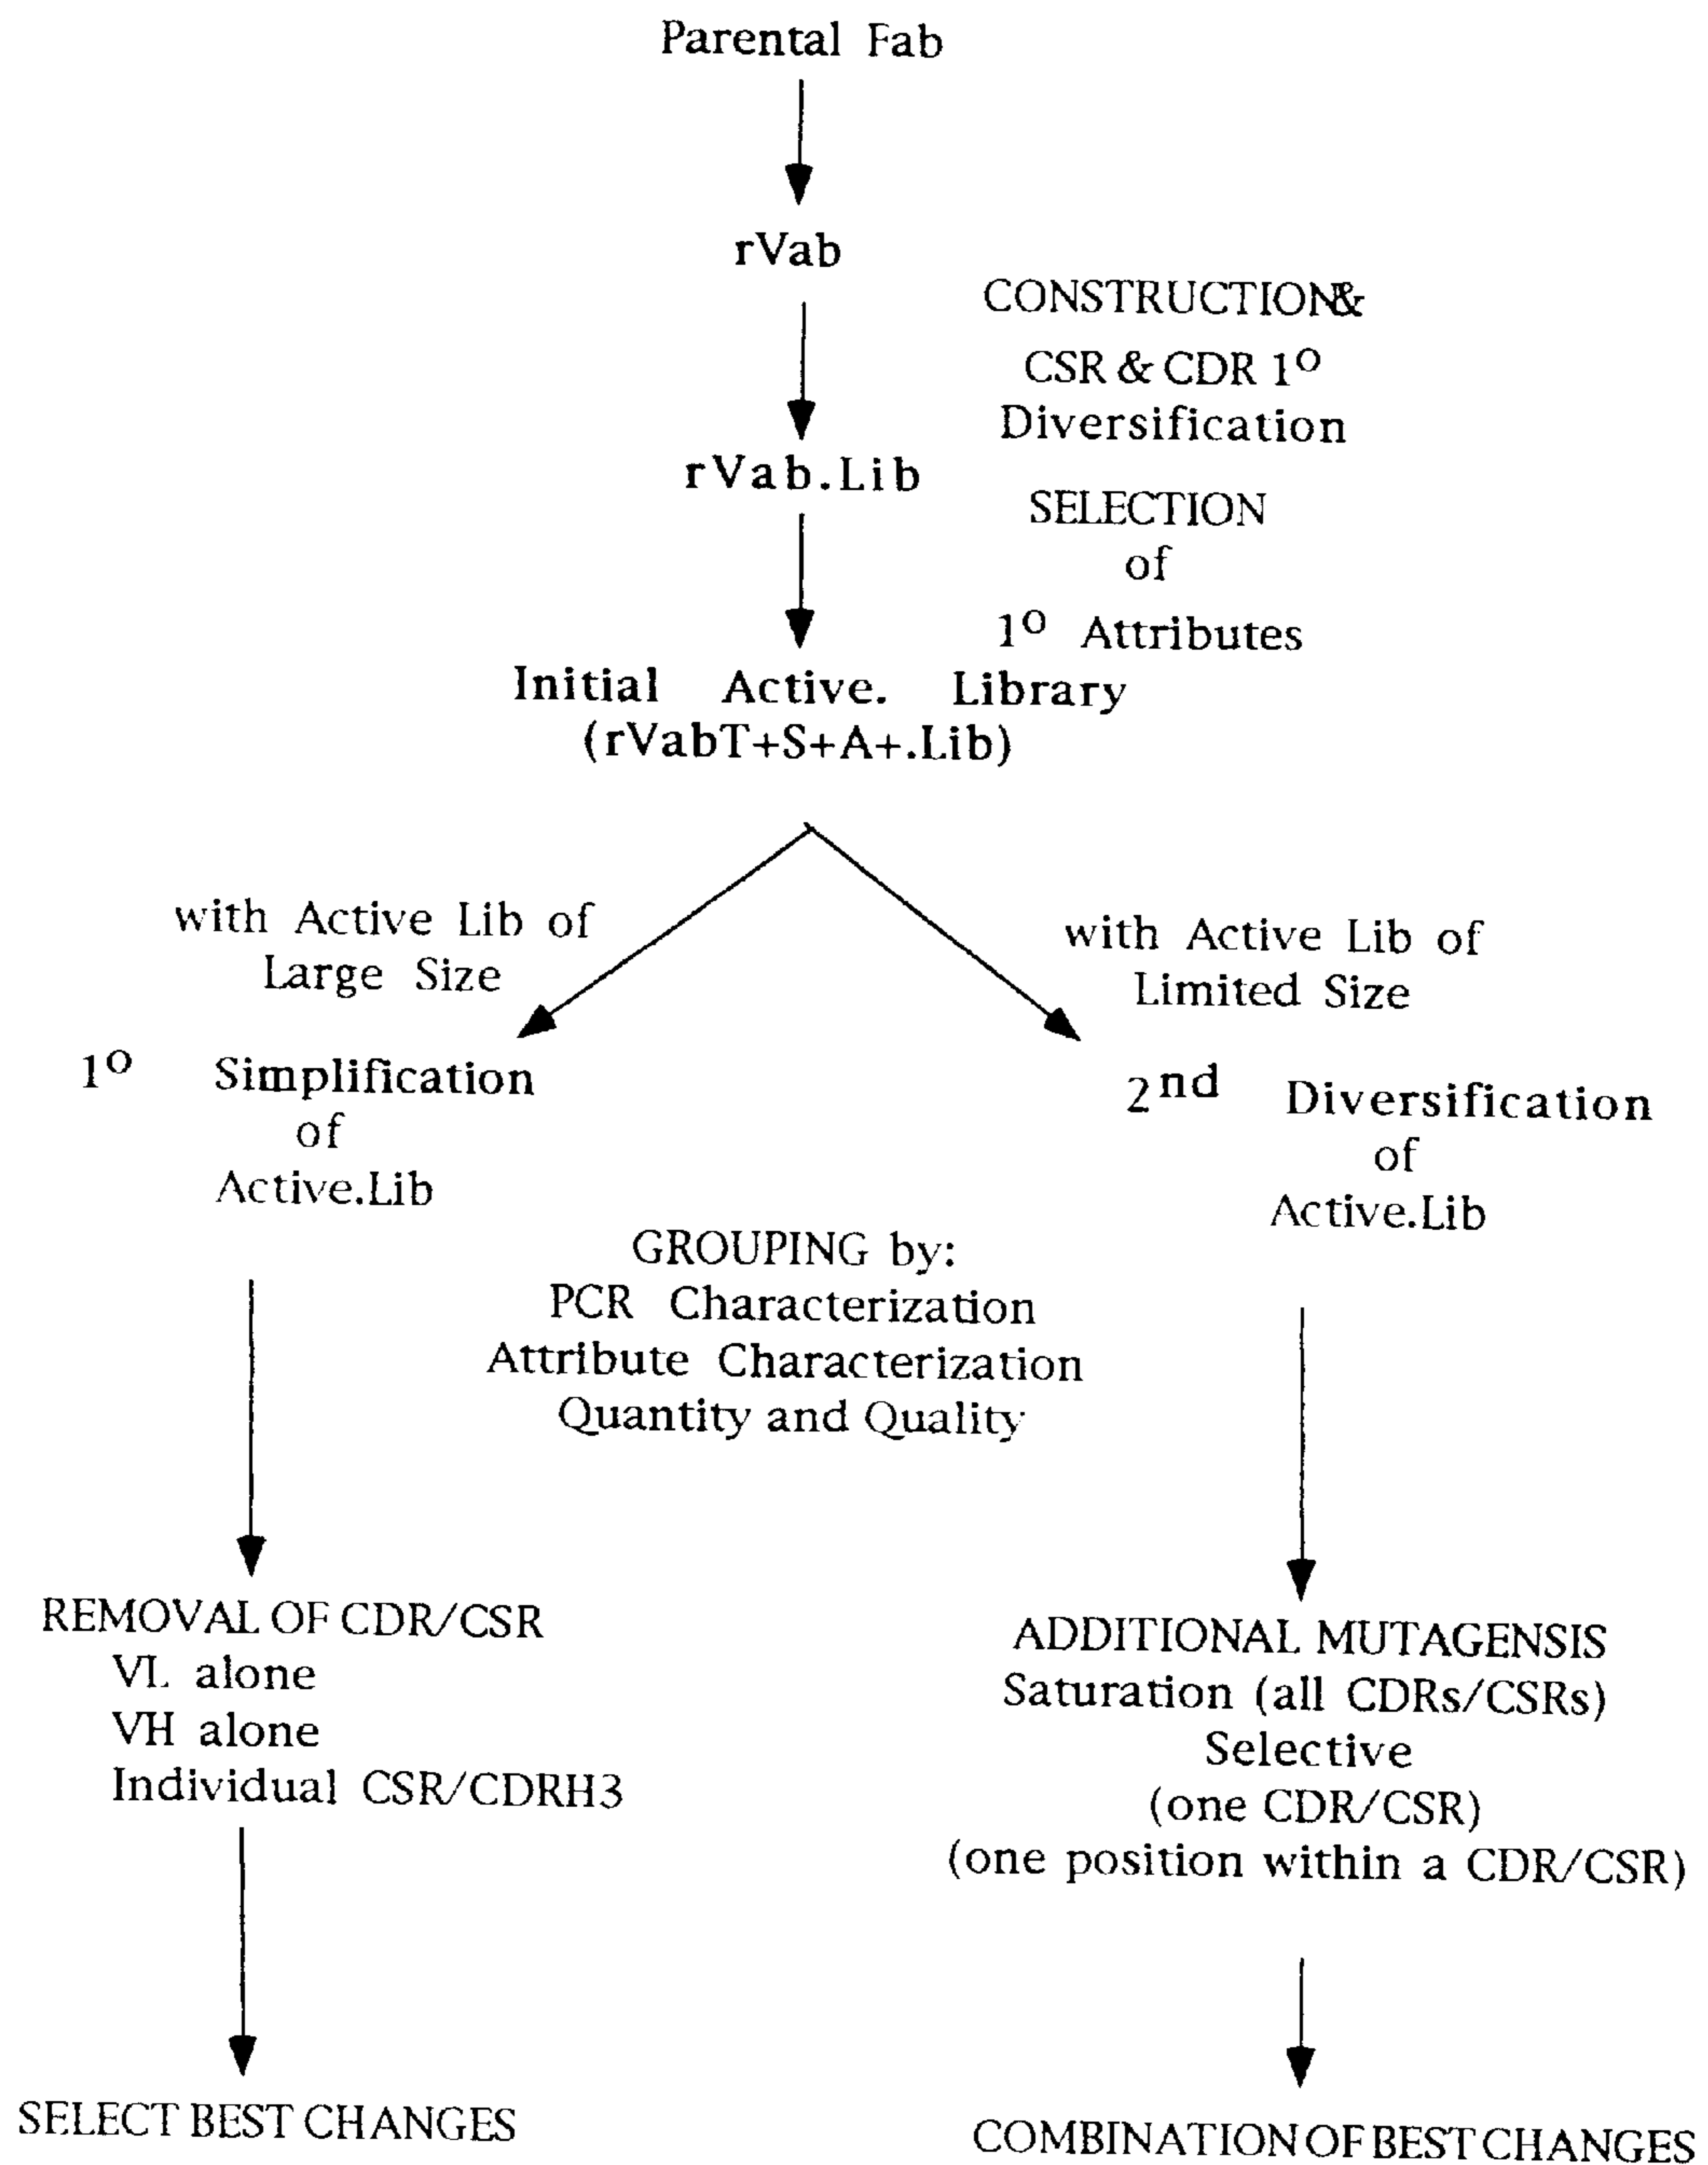 Parental Fab
rVab
CONSTRUCTION&
CSR & CDR 1º
Diversification
rVab.Lib
SELECTION
of
1º Attributes
Initial Active. Library
(rVabT+S+A+.Lib)
with Active Lib of
Large Size
with Active Lib of
Limited Size
1º Simplification
of
Active.Lib
2nd Diversification
of
Active.Lib
GROUPING by:
PCR Characterization
Attribute Characterization
Quantity and Quality
REMOVAL OF CDR/CSR
VL alone
VH alone
Individual CSR/CDRH3
ADDITIONAL MUTAGENSIS
Saturation (all CDRs/CSRs)
Selective
(one CDR/CSR)
(one position within a CDR/CSR)
SELECT BEST CHANGES
COMBINATION OF BEST CHANGES